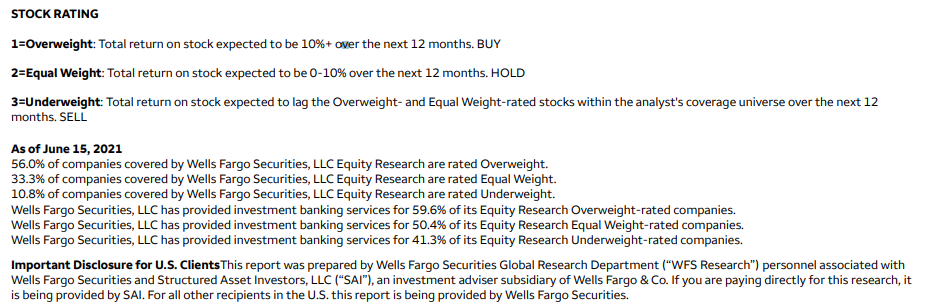 STOCK RATING
1=Overweight: Total return on stock expected to be 10%+ over the next 12 months. BUY
2=Equal Weight: Total return on stock expected to be 0-10% over the next 12 months. HOLD
3=Underweight: Total return on stock expected to lag the Overweight- and Equal Weight-rated stocks within the analyst's coverage universe over the next 12
months. SELL
As of June 15, 2021
56.0% of companies covered by Wells Fargo Securities, LLC Equity Research are rated Overweight.
33.3% of companies covered by Wells Fargo Securities, LLC Equity Research are rated Equal Weight.
10.8% of companies covered by Wells Fargo Securities, LLC Equity Research are rated Underweight.
Wells Fargo Securities, LLC has provided investment banking services for 59.6% of its Equity Research Overweight-rated companies.
Wells Fargo Securities, LLC has provided investment banking services for 50.4% of its Equity Research Equal Weight-rated companies.
Wells Fargo Securities, LLC has provided investment banking services for 41.3% of its Equity Research Underweight-rated companies.
Important Disclosure for U.S. ClientsThis report was prepared by Wells Fargo Securities Global Research Department (“WFS Research”) personnel associated with
Wells Fargo Securities and Structured Asset Investors, LLC (“SAI”), an investment adviser subsidiary of Wells Fargo & Co. If you are paying directly for this research, it
is being provided by SAI. For all other recipients in the U.S. this report is being provided by Wells Fargo Securities.